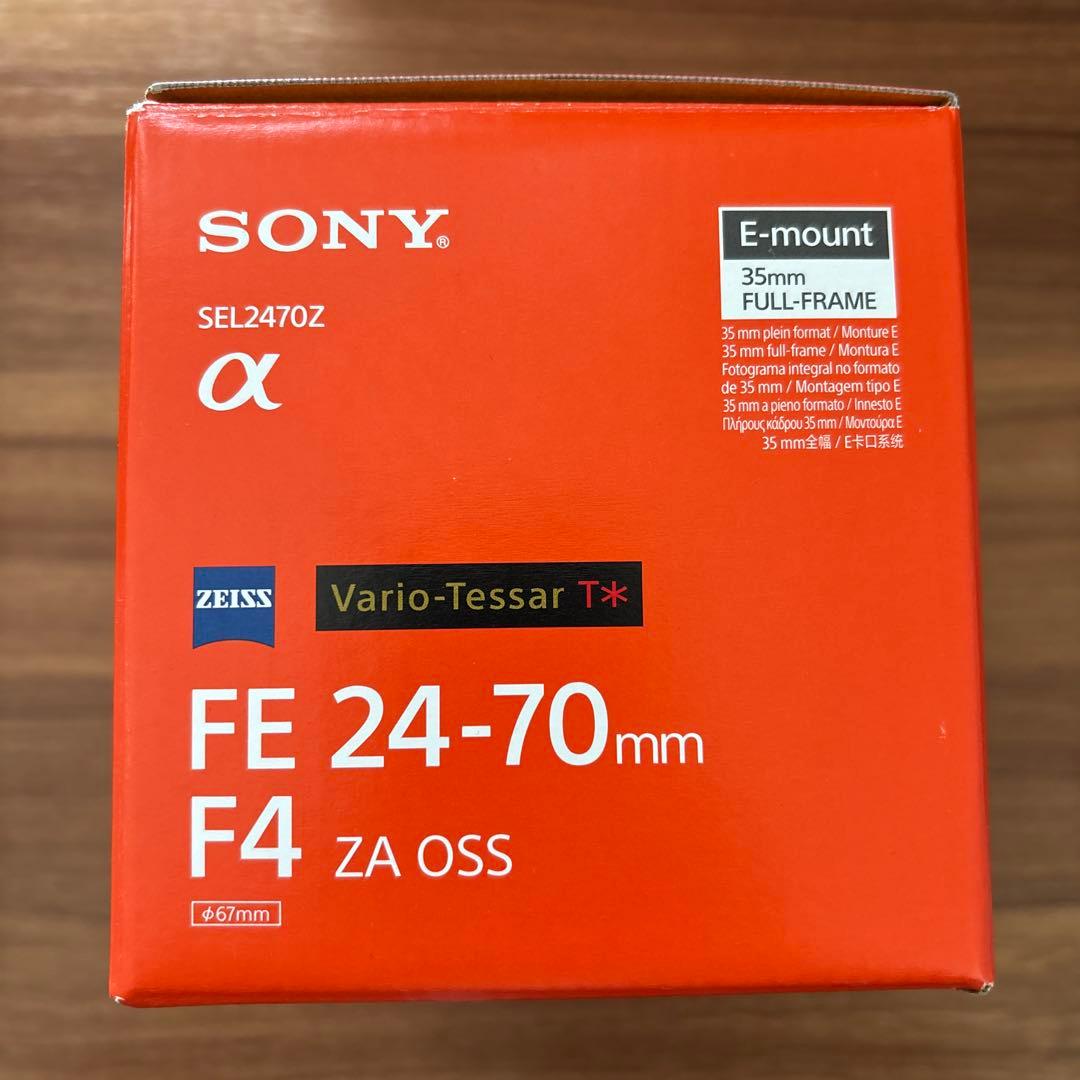 SONY®
SEL2470Z
α
E-mount
35mm
FULL-FRAME
35 mm plein format / Monture E
35 mm full-frame / Montura E
Fotograma integral no formato
de 35 mm / Montagem tipo E
35 mm a pieno formato / Innesto E
Πλήρους κάδρου 35 mm / Μοντούρα E
35 mm全幅 / E卡口系统
ZEISS
Vario-Tessar T*
FE 24-70mm
F4 ZA OSS
ϕ67mm